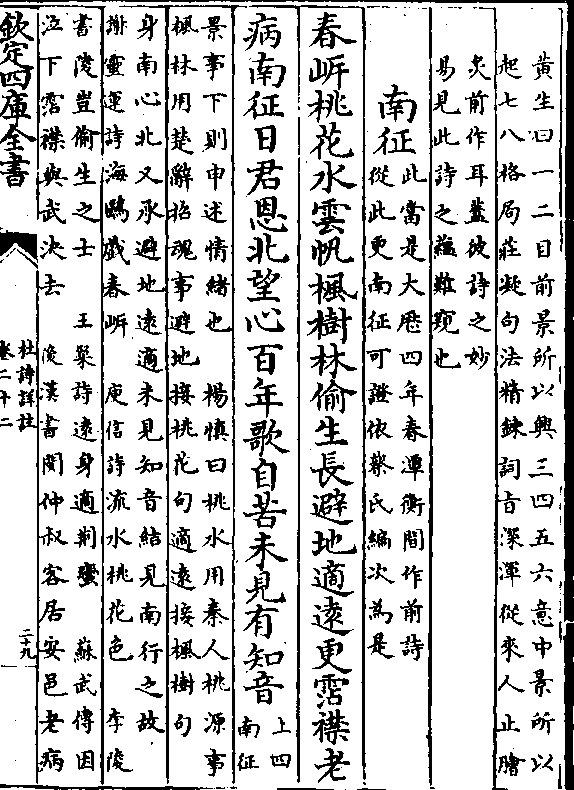 黄生曰一二目前景所以興三四五六意中景所以
起七八格局莊凝句法精鍊詞旨深渾從來人止膾
炙前作耳葢彼詩之妙
易見此詩之蘊難窺也
南征
此當是大厯四年春潭衡間作前詩
從此更南征可證依蔡氏編次為是
春岍桃花水雲帆楓樹林偷生長避地適遠更霑襟老
病南征日君恩北望心百年歌自苦未見有知音
上四
南征
景事下則申述情緒也 楊慎曰桃水用秦人桃源事
楓林用楚辭招魂事避地接桃花句適遠接楓樹句
身南心北又承避地遠適未見知音結見南行之故
謝靈運詩海鷗戲春岍 庾信詩流水桃花色 李陵
書陵豈偷生之士 王粲詩遠身適荆蠻 蘇武傳因
泣下霑襟與武決去 後漢書閔仲叔客居安邑老病
欽定四庫全書
杜詩詳註
卷二十二
二十九